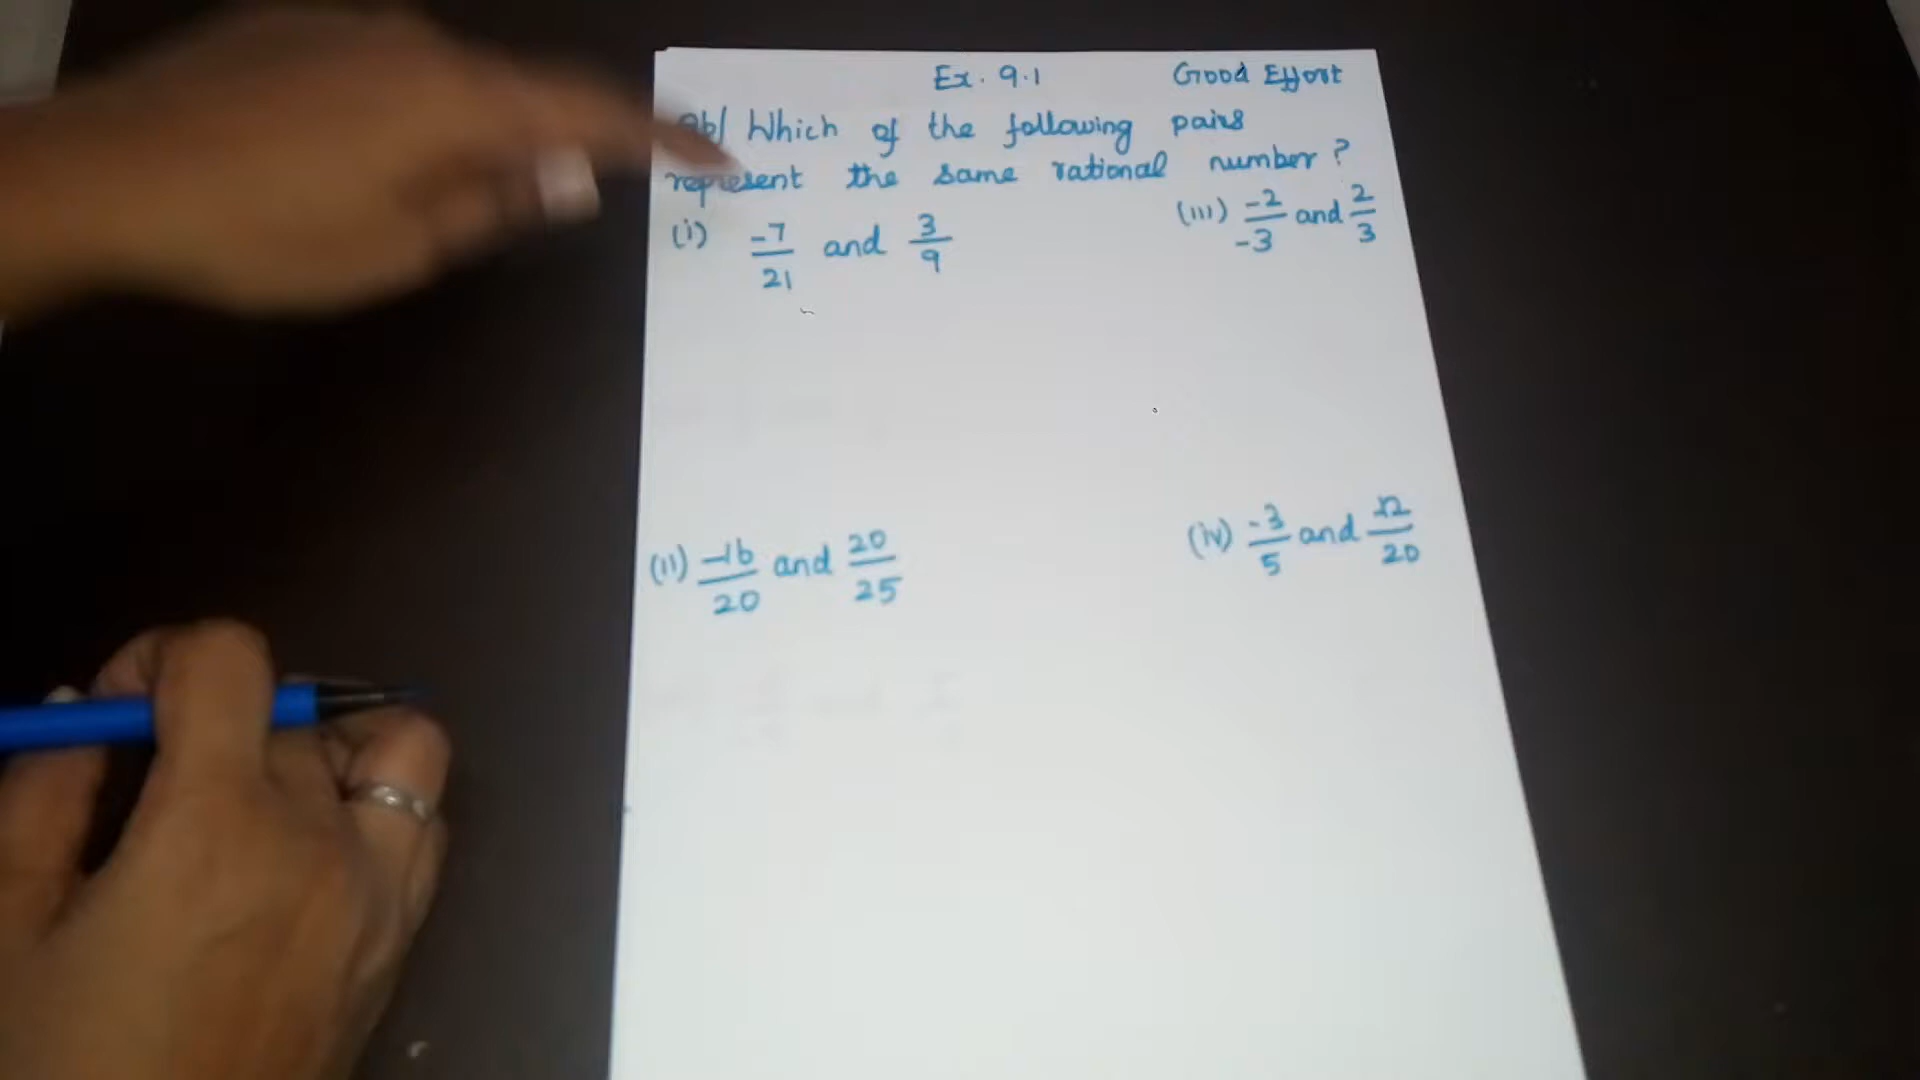 Ex. 9.1 Good Effort
Q6/ Which of the following pairs
represent the same rational number ?
(i) -7/21 and 3/9
(iii) -2/-3 and 2/3
(ii) -16/20 and 20/25
(iv) -3/5 and -12/20